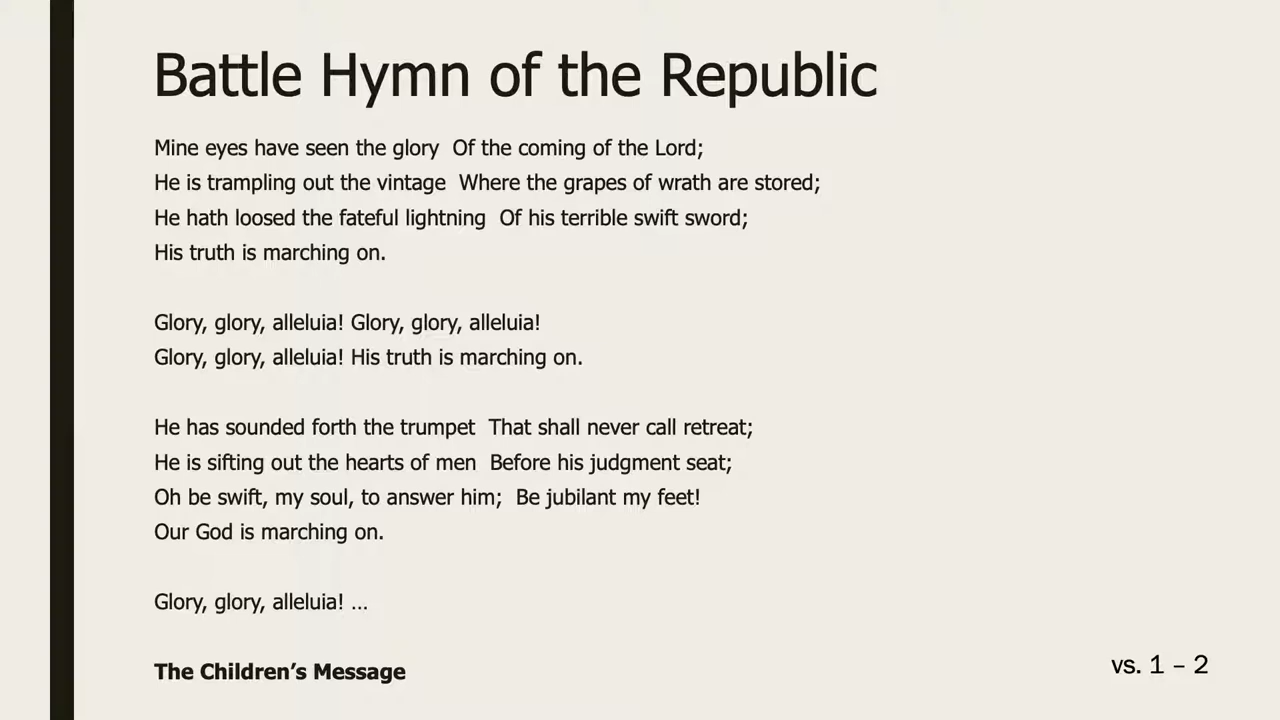 Battle Hymn of the Republic
Mine eyes have seen the glory  Of the coming of the Lord;
He is trampling out the vintage  Where the grapes of wrath are stored;
He hath loosed the fateful lightning  Of his terrible swift sword;
His truth is marching on.
Glory, glory, alleluia! Glory, glory, alleluia!
Glory, glory, alleluia! His truth is marching on.
He has sounded forth the trumpet  That shall never call retreat;
He is sifting out the hearts of men  Before his judgment seat;
Oh be swift, my soul, to answer him;  Be jubilant my feet!
Our God is marching on.
Glory, glory, alleluia! …
The Children’s Message
vs. 1 – 2